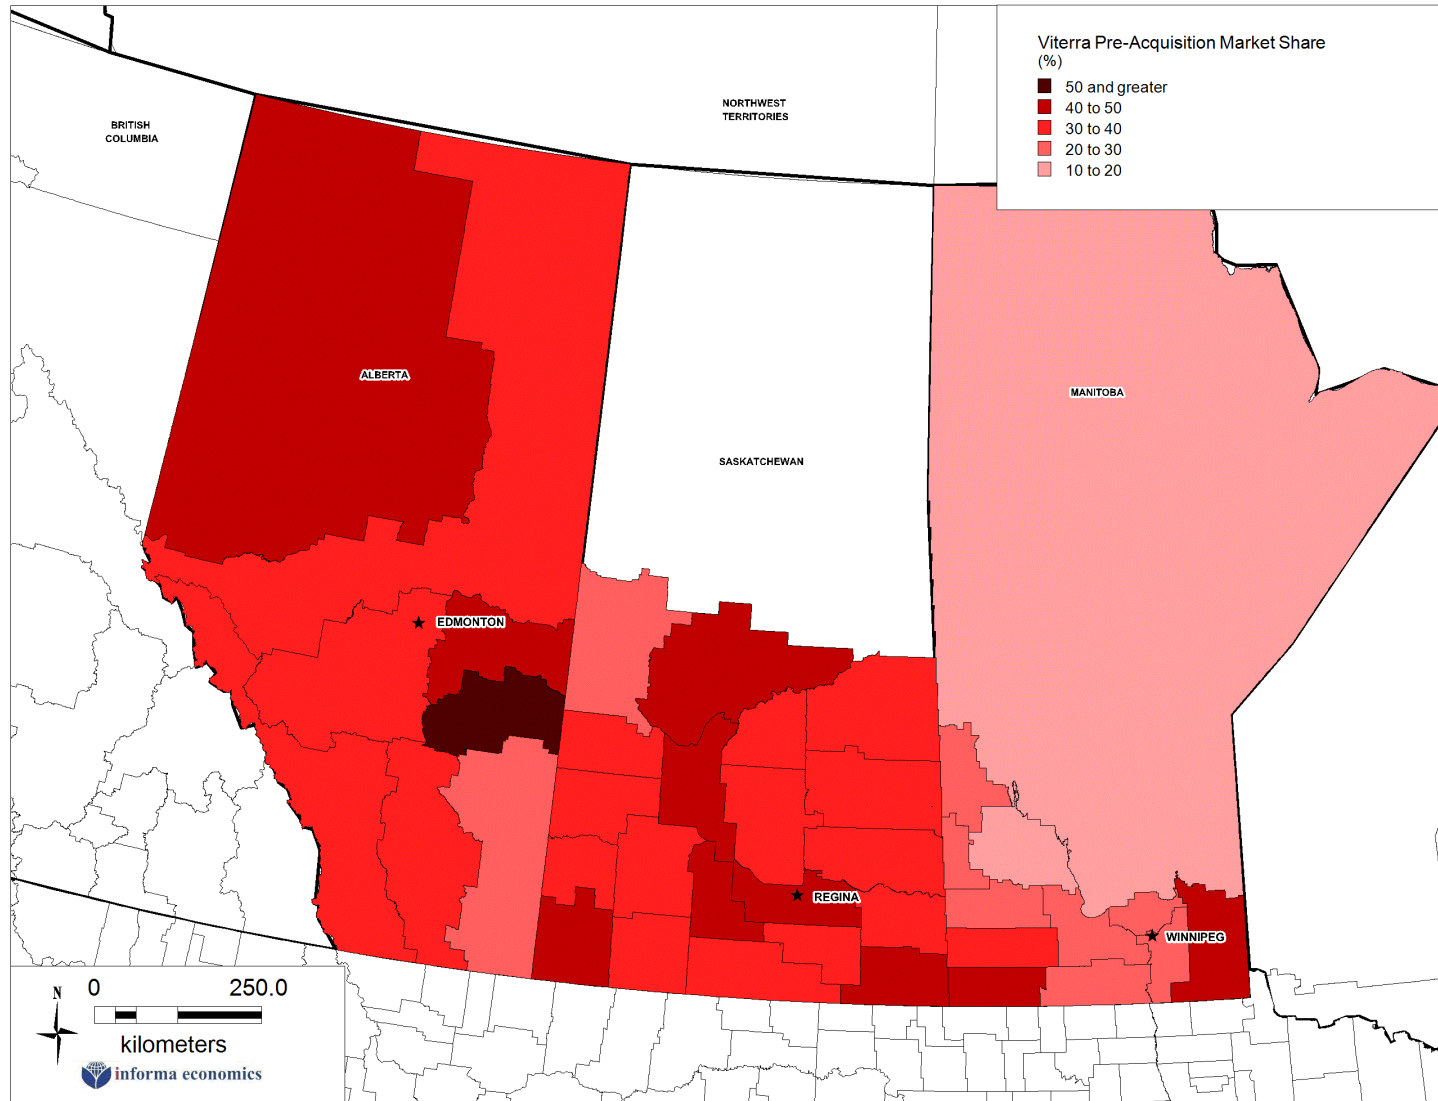 Viterra Pre-Acquisition Market Share
(%)
50 and greater
40 to 50
30 to 40
20 to 30
10 to 20
NORTHWEST
TERRITORIES
BRITISH
COLUMBIA
ALBERTA
MANITOBA
SASKATCHEWAN
EDMONTON
REGINA
WINNIPEG
N
0 250.0
kilometers
informa economics